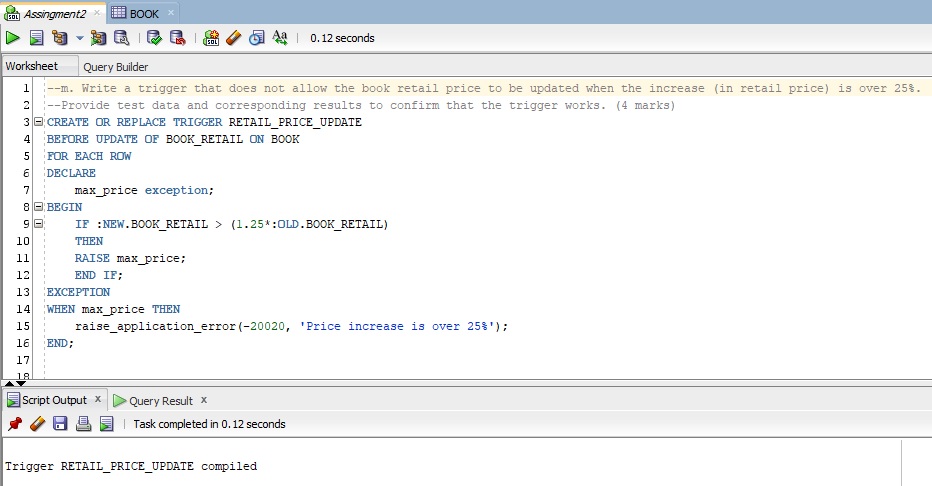 Assingment2 × BOOK ×
0.12 seconds
Worksheet Query Builder
1 --m. Write a trigger that does not allow the book retail price to be updated when the increase (in retail price) is over 25%.
2 --Provide test data and corresponding results to confirm that the trigger works. (4 marks)
3 CREATE OR REPLACE TRIGGER RETAIL_PRICE_UPDATE
4 BEFORE UPDATE OF BOOK_RETAIL ON BOOK
5 FOR EACH ROW
6 DECLARE
7 max_price exception;
8 BEGIN
9 IF :NEW.BOOK_RETAIL > (1.25*:OLD.BOOK_RETAIL)
10 THEN
11 RAISE max_price;
12 END IF;
13 EXCEPTION
14 WHEN max_price THEN
15 raise_application_error(-20020, 'Price increase is over 25%');
16 END;
17
18
Script Output x Query Result x
Task completed in 0.12 seconds
Trigger RETAIL_PRICE_UPDATE compiled